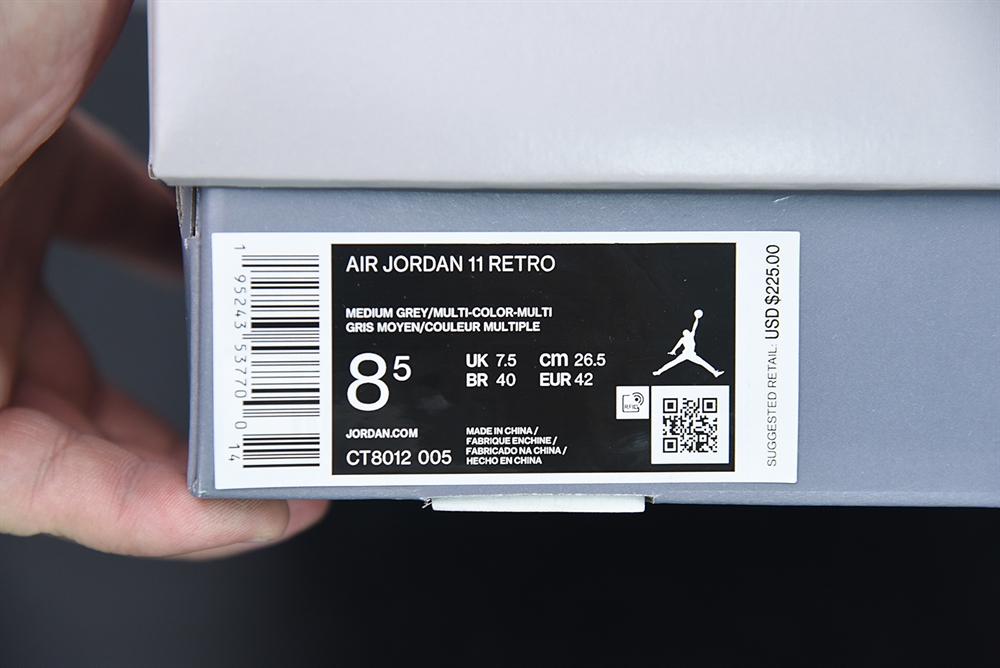 1 95243 53770 0 14
AIR JORDAN 11 RETRO
MEDIUM GREY/MULTI-COLOR-MULTI
GRIS MOYEN/COULEUR MULTIPLE
8⁵
UK 7.5 cm 26.5
BR 40 EUR 42
RFID
JORDAN.COM
CT8012 005
MADE IN CHINA /
FABRIQUE ENCHINE /
FABRICADO NA CHINA /
HECHO EN CHINA
SUGGESTED RETAIL: USD $225.00